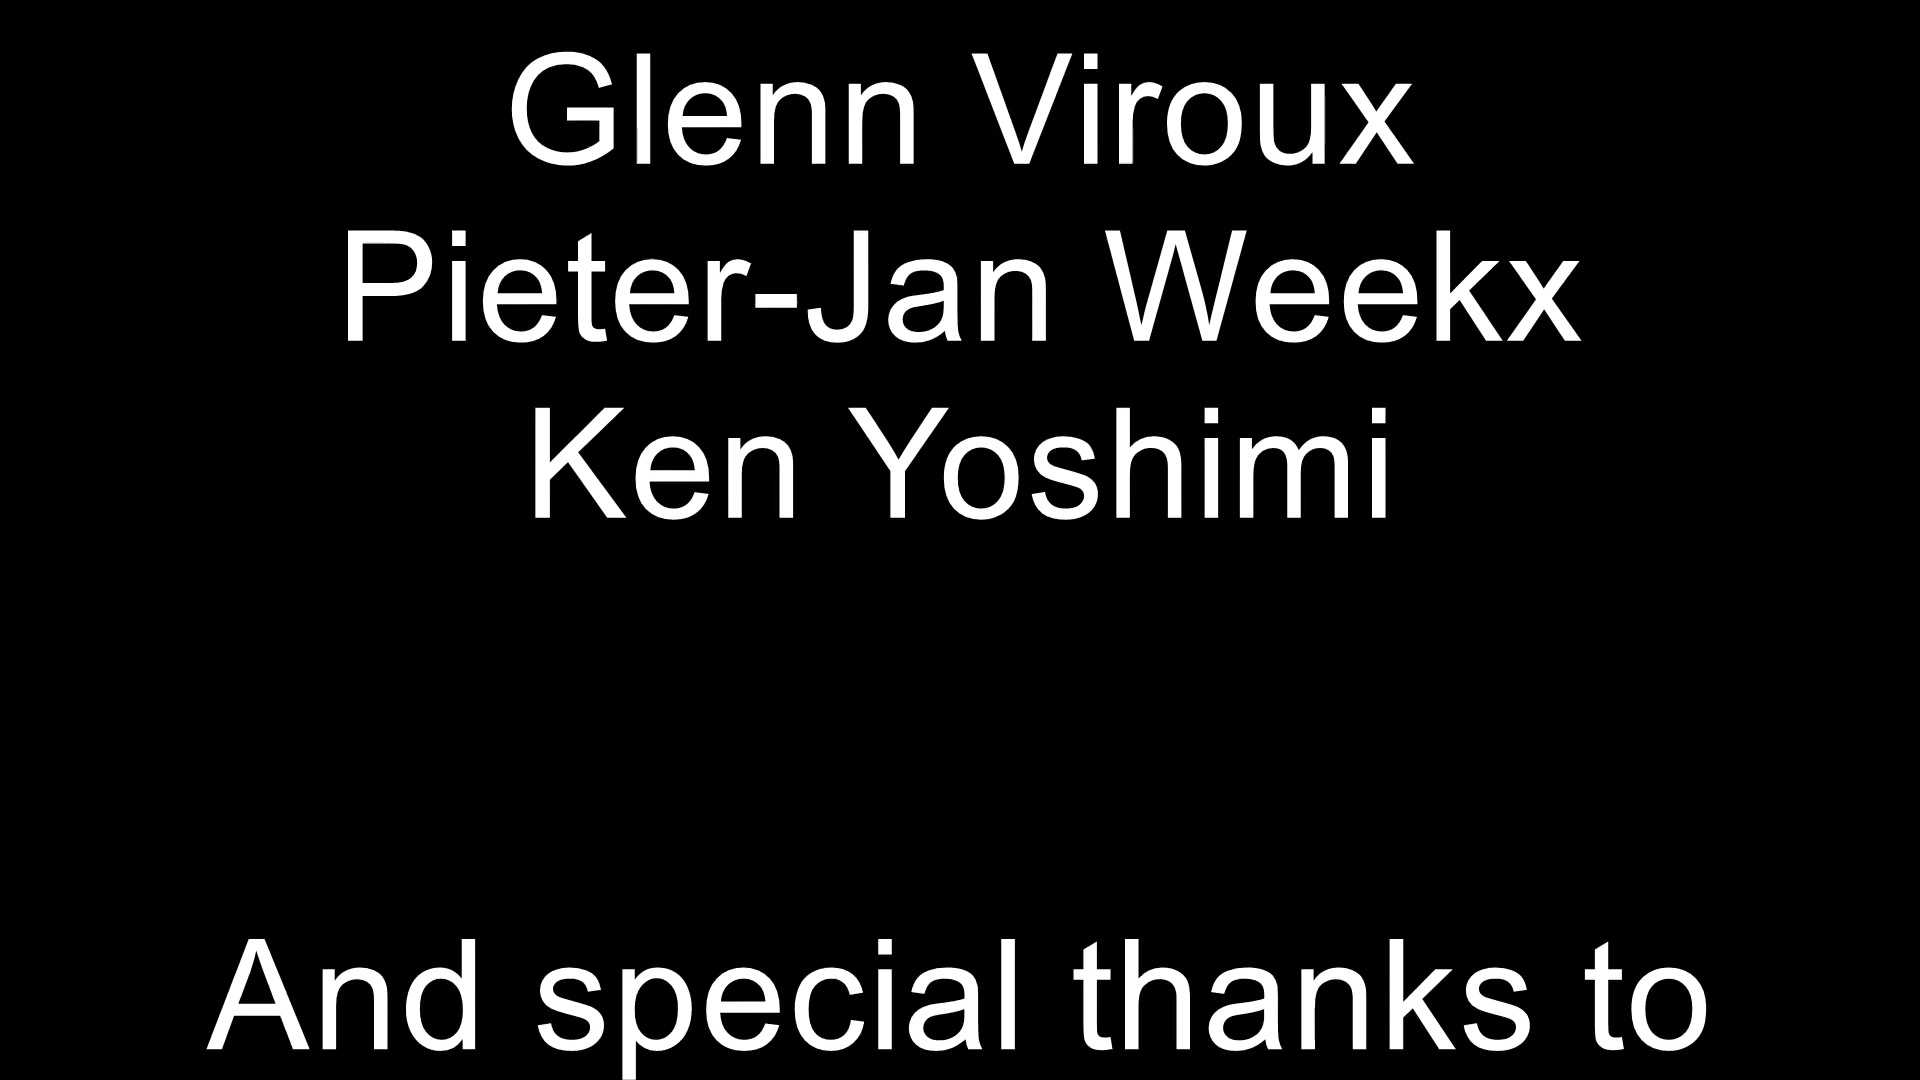 Glenn Viroux
Pieter-Jan Weekx
Ken Yoshimi
And special thanks to